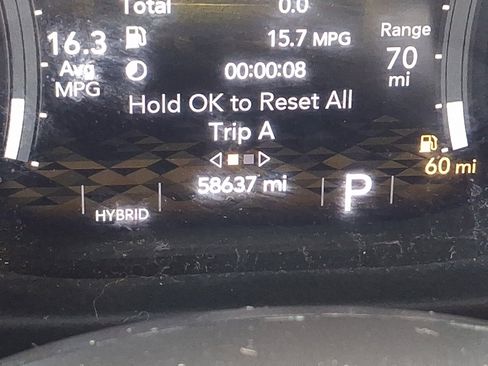 Total 0.0
16.3 Avg MPG
15.7 MPG
Range 70 mi
00:00:08
Hold OK to Reset All
Trip A
60 mi
58637 mi
HYBRID
P